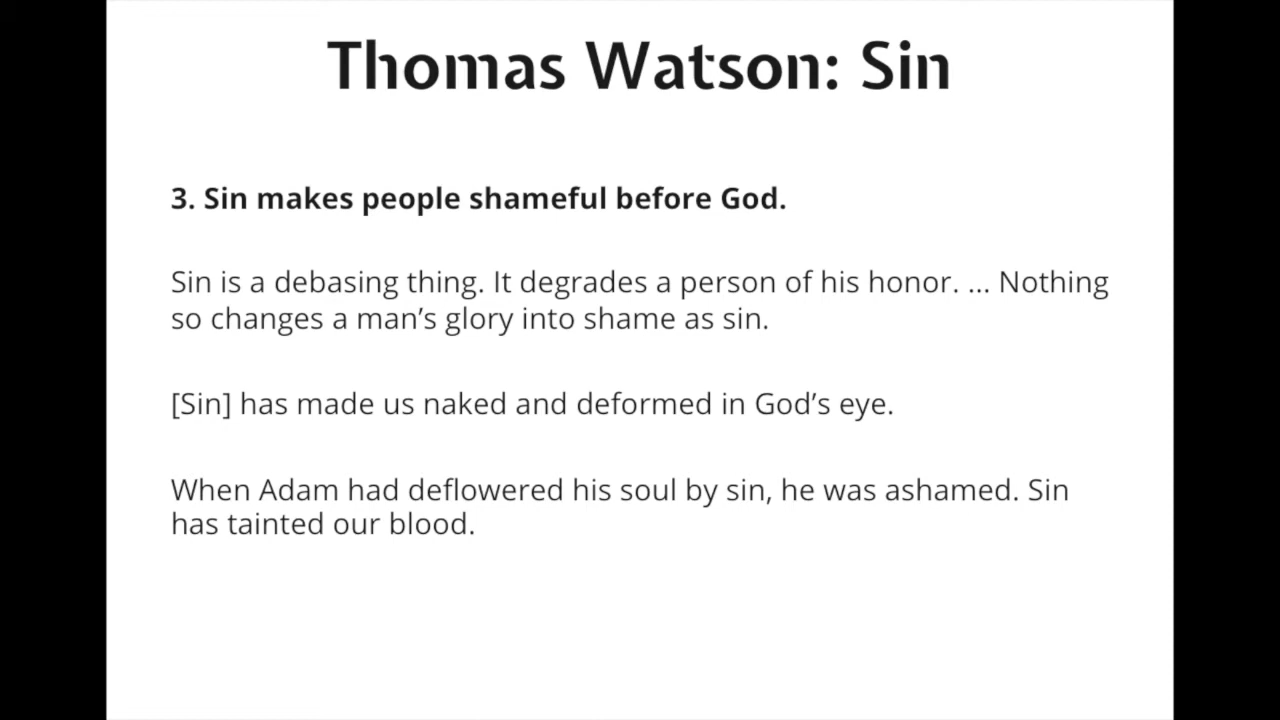 Thomas Watson: Sin
3. Sin makes people shameful before God.
Sin is a debasing thing. It degrades a person of his honor. ... Nothing
so changes a man’s glory into shame as sin.
[Sin] has made us naked and deformed in God’s eye.
When Adam had deflowered his soul by sin, he was ashamed. Sin
has tainted our blood.